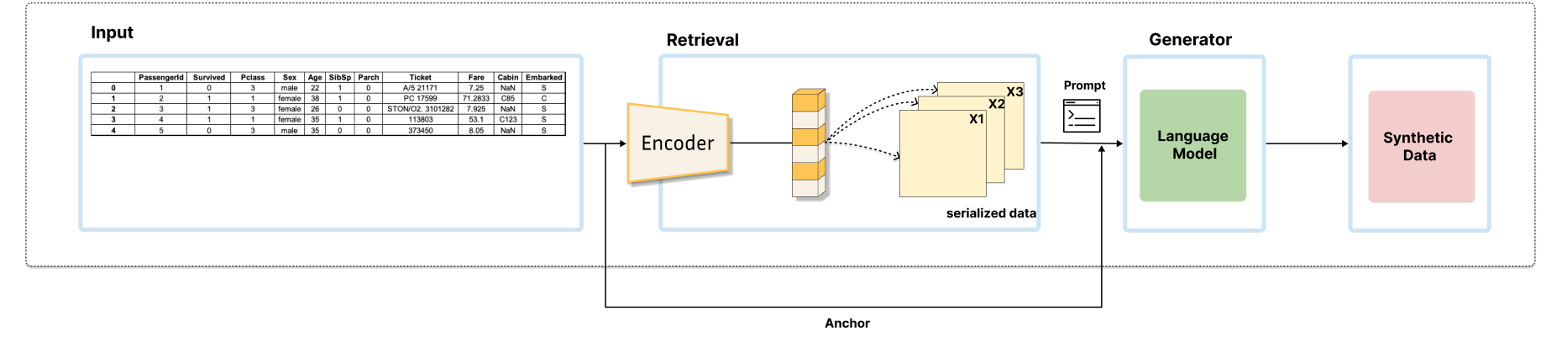 Input
PassengerId Survived Pclass Sex Age SibSp Parch Ticket Fare Cabin Embarked
0 1 0 3 male 22 1 0 A/5 21171 7.25 NaN S
1 2 1 1 female 38 1 0 PC 17599 71.2833 C85 C
2 3 1 3 female 26 0 0 STON/O2. 3101282 7.925 NaN S
3 4 1 1 female 35 1 0 113803 53.1 C123 S
4 5 0 3 male 35 0 0 373450 8.05 NaN S
Retrieval
Encoder
X3
X2
X1
serialized data
Prompt
Generator
Language
Model
Synthetic
Data
Anchor